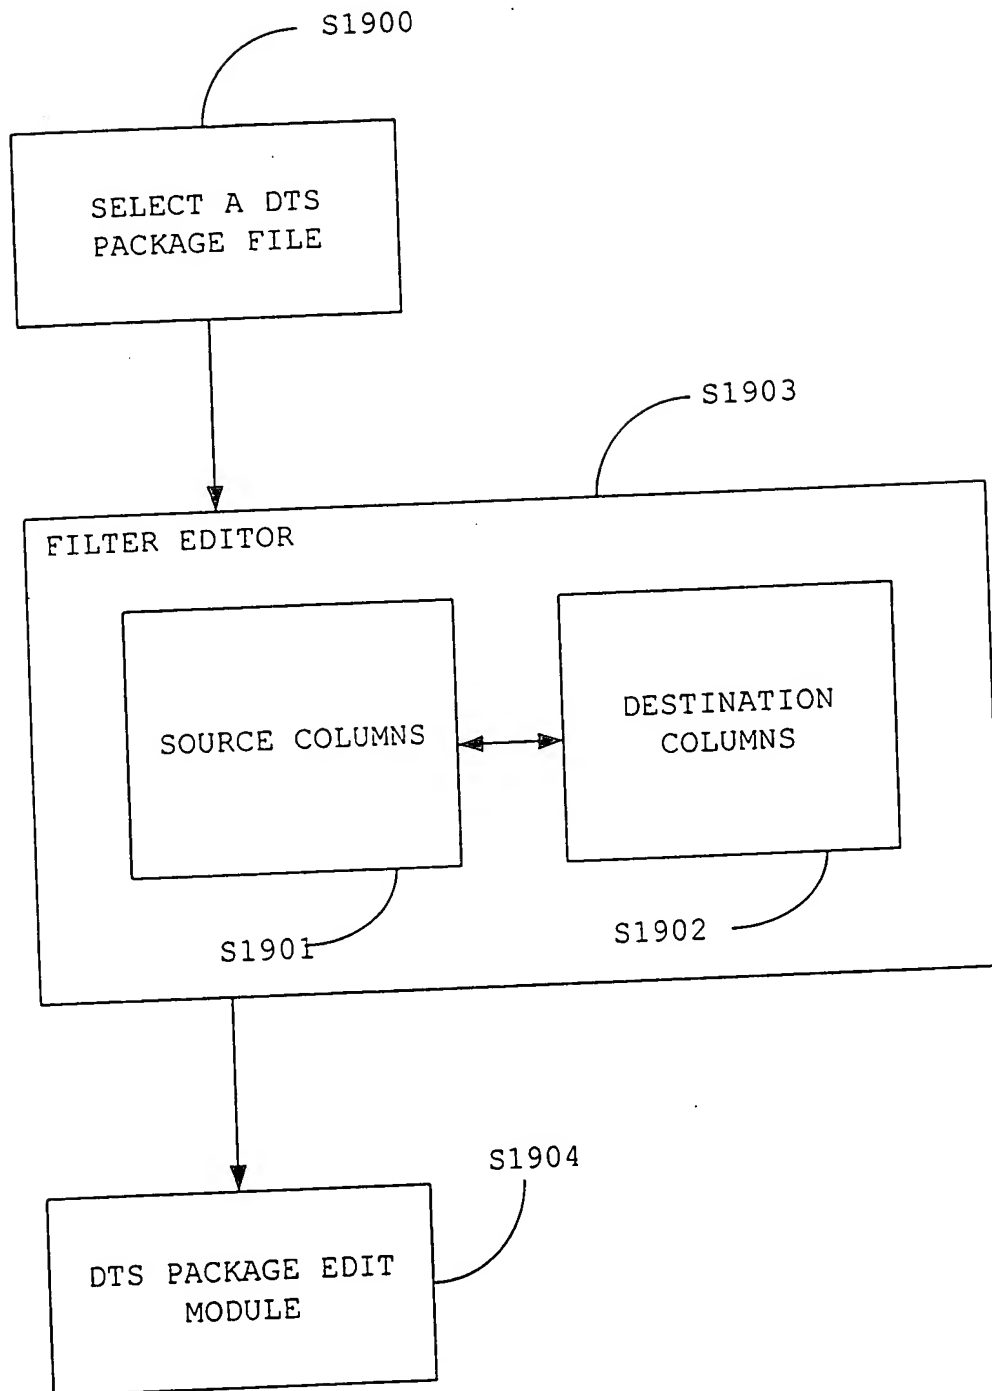 S1900
SELECT A DTS
PACKAGE FILE
S1903
FILTER EDITOR
SOURCE COLUMNS
DESTINATION
COLUMNS
S1901
S1902
S1904
DTS PACKAGE EDIT
MODULE